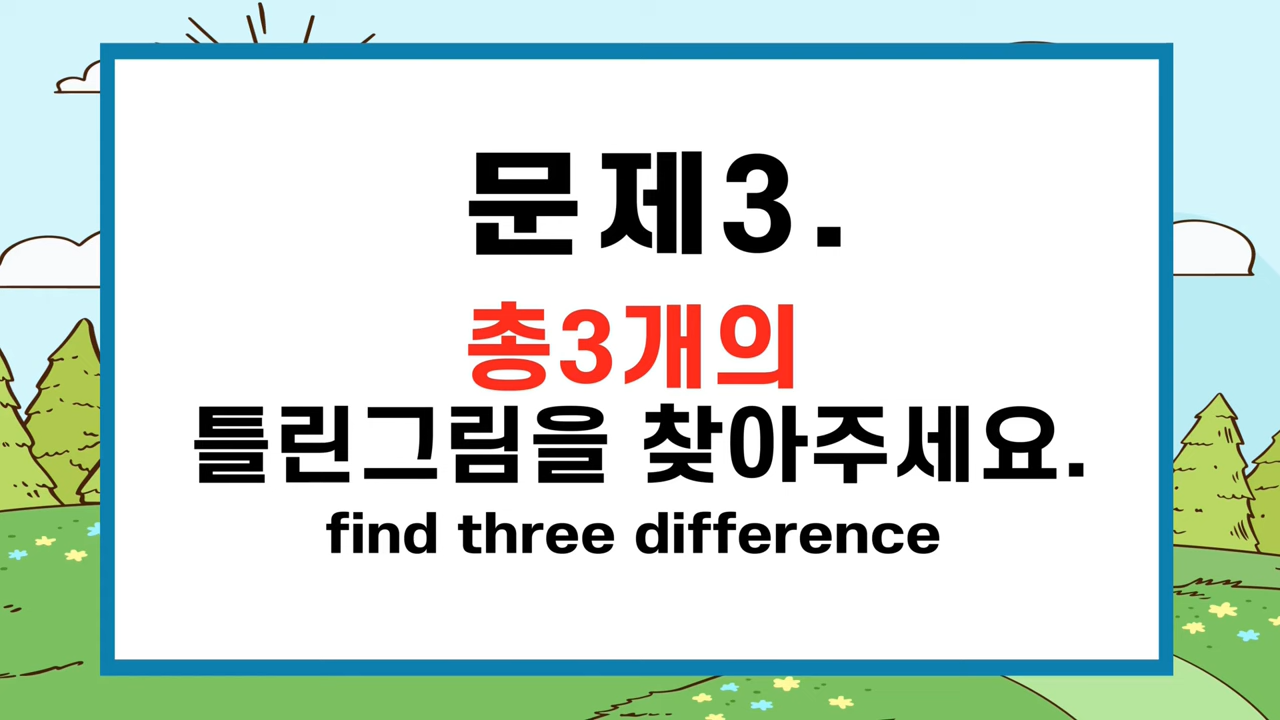 문제3.
총3개의
틀린그림을 찾아주세요.
find three difference